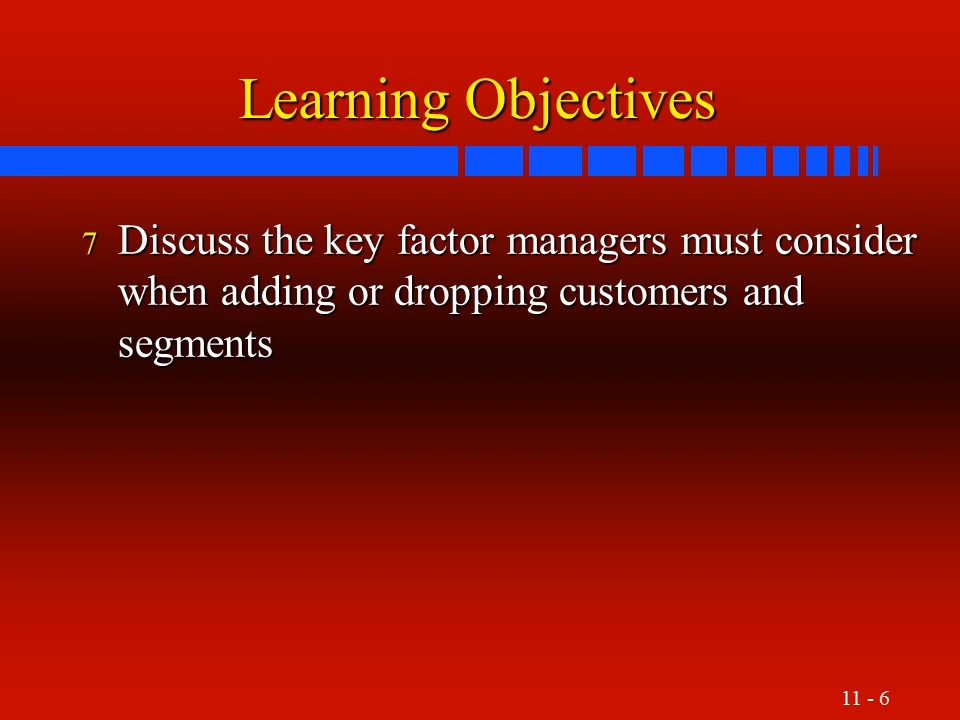 Learning Objectives
7 Discuss the key factor managers must consider
when adding or dropping customers and
segments
11 - 6